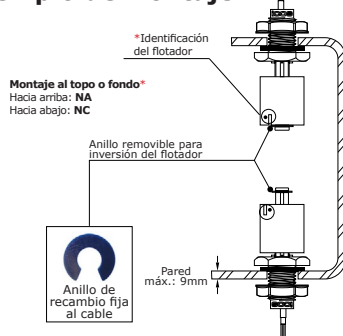 *Identificación
del flotador
Montaje al topo o fondo*
Hacia arriba: NA
Hacia abajo: NC
Anillo removible para
inversión del flotador
Anillo de
recambio fija
al cable
Pared
máx.: 9mm